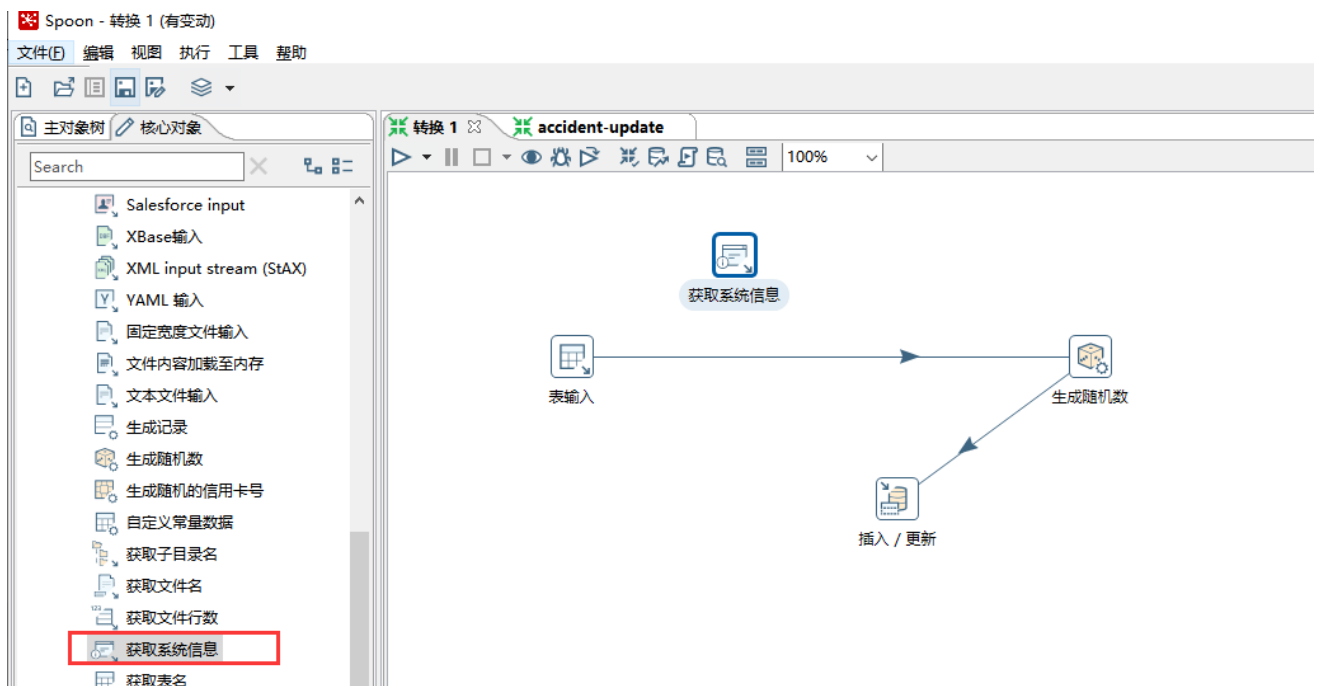 Spoon - 转换 1 (有变动)
文件(F) 编辑 视图 执行 工具 帮助
主对象树 核心对象
转换 1 accident-update
Search
100%
Salesforce input
XBase输入
XML input stream (StAX)
YAML 输入
固定宽度文件输入
文件内容加载至内存
文本文件输入
生成记录
生成随机数
生成随机的信用卡号
自定义常量数据
获取子目录名
获取文件名
获取文件行数
获取系统信息
获取表名
获取系统信息
表输入
生成随机数
插入 / 更新